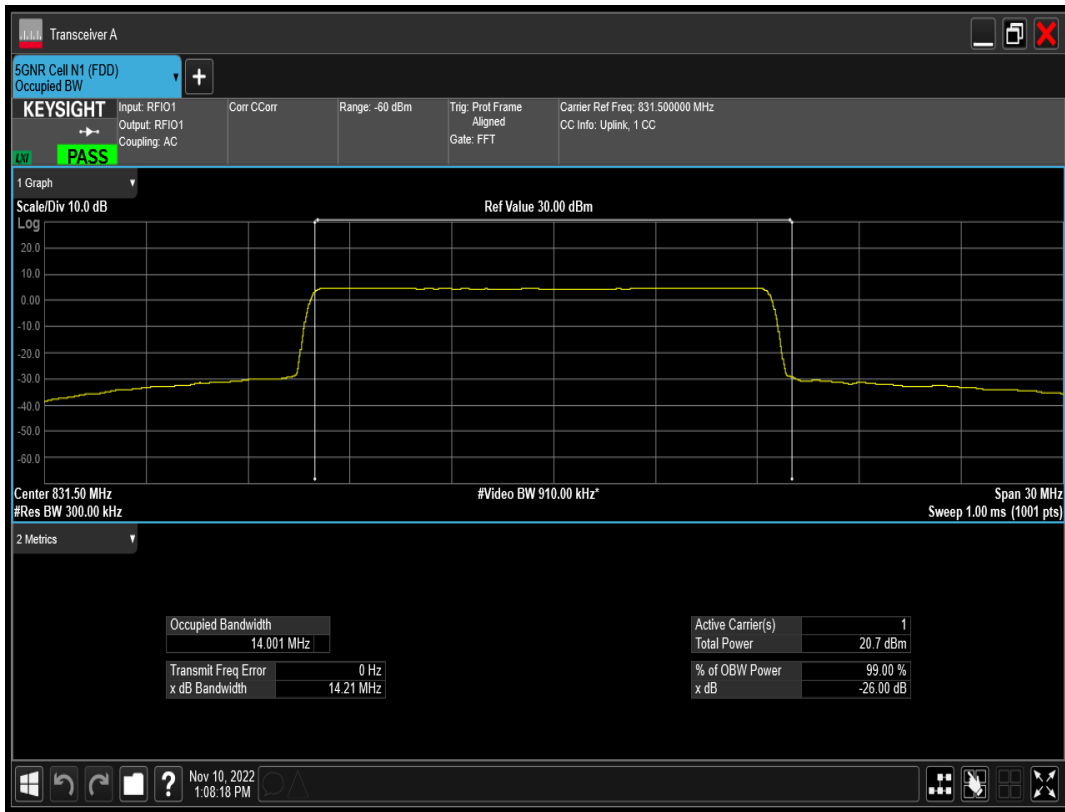 Transceiver A
5GNR Cell N1 (FDD)
Occupied BW
KEYSIGHT
LXI
PASS
Input: RFIO1
Output: RFIO1
Coupling: AC
Corr CCorr
Range: -60 dBm
Trig: Prot Frame
Aligned
Gate: FFT
Carrier Ref Freq: 831.500000 MHz
CC Info: Uplink, 1 CC
1 Graph
Scale/Div 10.0 dB
Ref Value 30.00 dBm
Log
20.0
10.0
0.00
-10.0
-20.0
-30.0
-40.0
-50.0
-60.0
Center 831.50 MHz
#Video BW 910.00 kHz*
Span 30 MHz
#Res BW 300.00 kHz
Sweep 1.00 ms (1001 pts)
2 Metrics
Occupied Bandwidth
14.001 MHz
Transmit Freq Error 0 Hz
x dB Bandwidth 14.21 MHz
Active Carrier(s) 1
Total Power 20.7 dBm
% of OBW Power 99.00 %
x dB -26.00 dB
?
Nov 10, 2022
1:08:18 PM